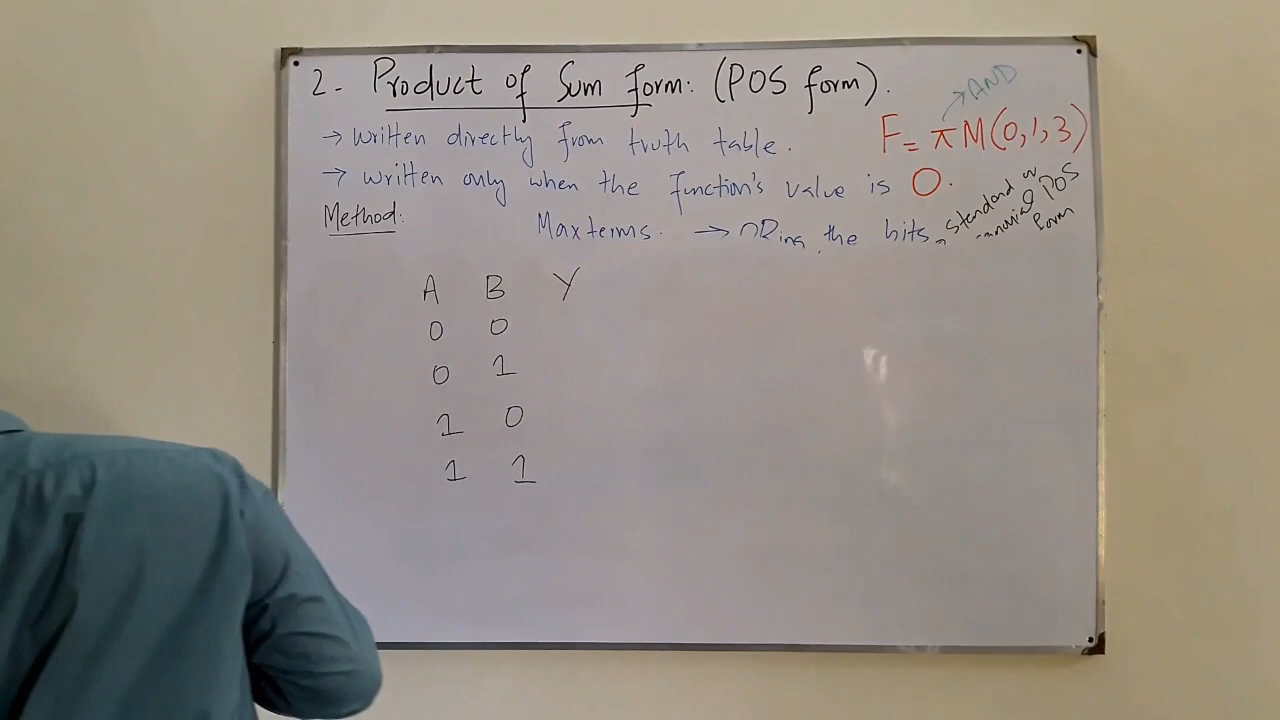 2- Product of Sum form: (POS form).
→ AND
→ written directly from truth table.
F = π M(0,1,3)
→ written only when the function's value is 0.
Method:
Maxterms. → ORing the bits
standard or
POS
form
A B Y
0 0
0 1
1 0
1 1